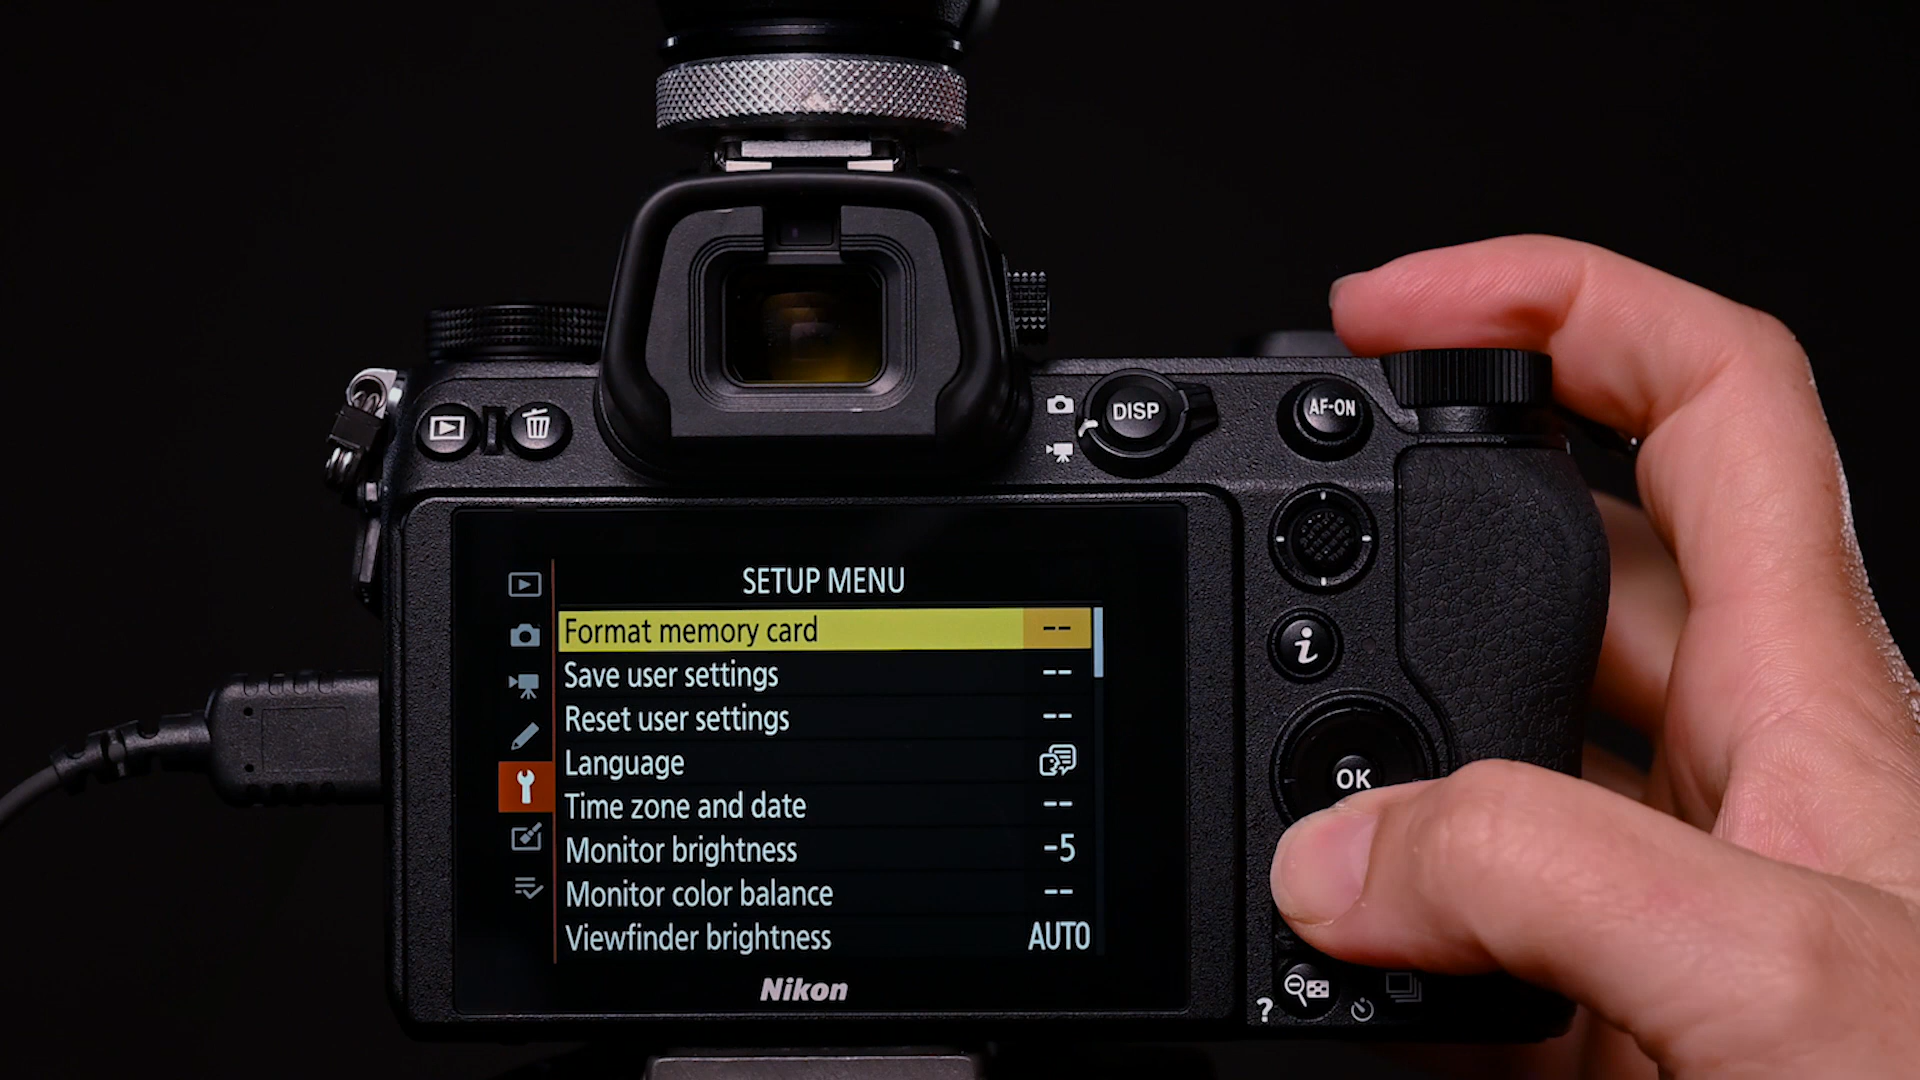 DISP
AF-ON
SETUP MENU
Format memory card --
Save user settings --
Reset user settings --
Language
Time zone and date --
Monitor brightness -5
Monitor color balance --
Viewfinder brightness AUTO
Nikon
i
OK
?